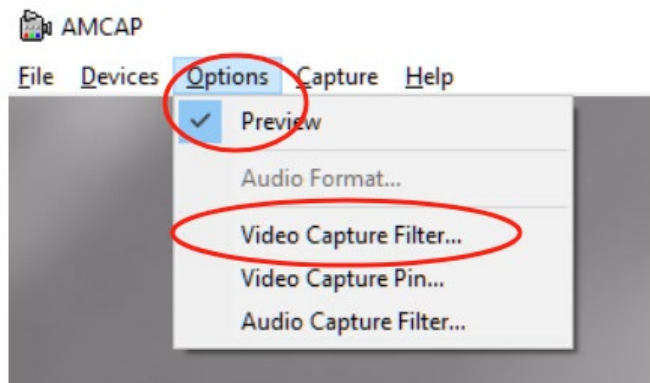 AMCAP
File Devices Options Capture Help
Preview
Audio Format...
Video Capture Filter...
Video Capture Pin...
Audio Capture Filter...